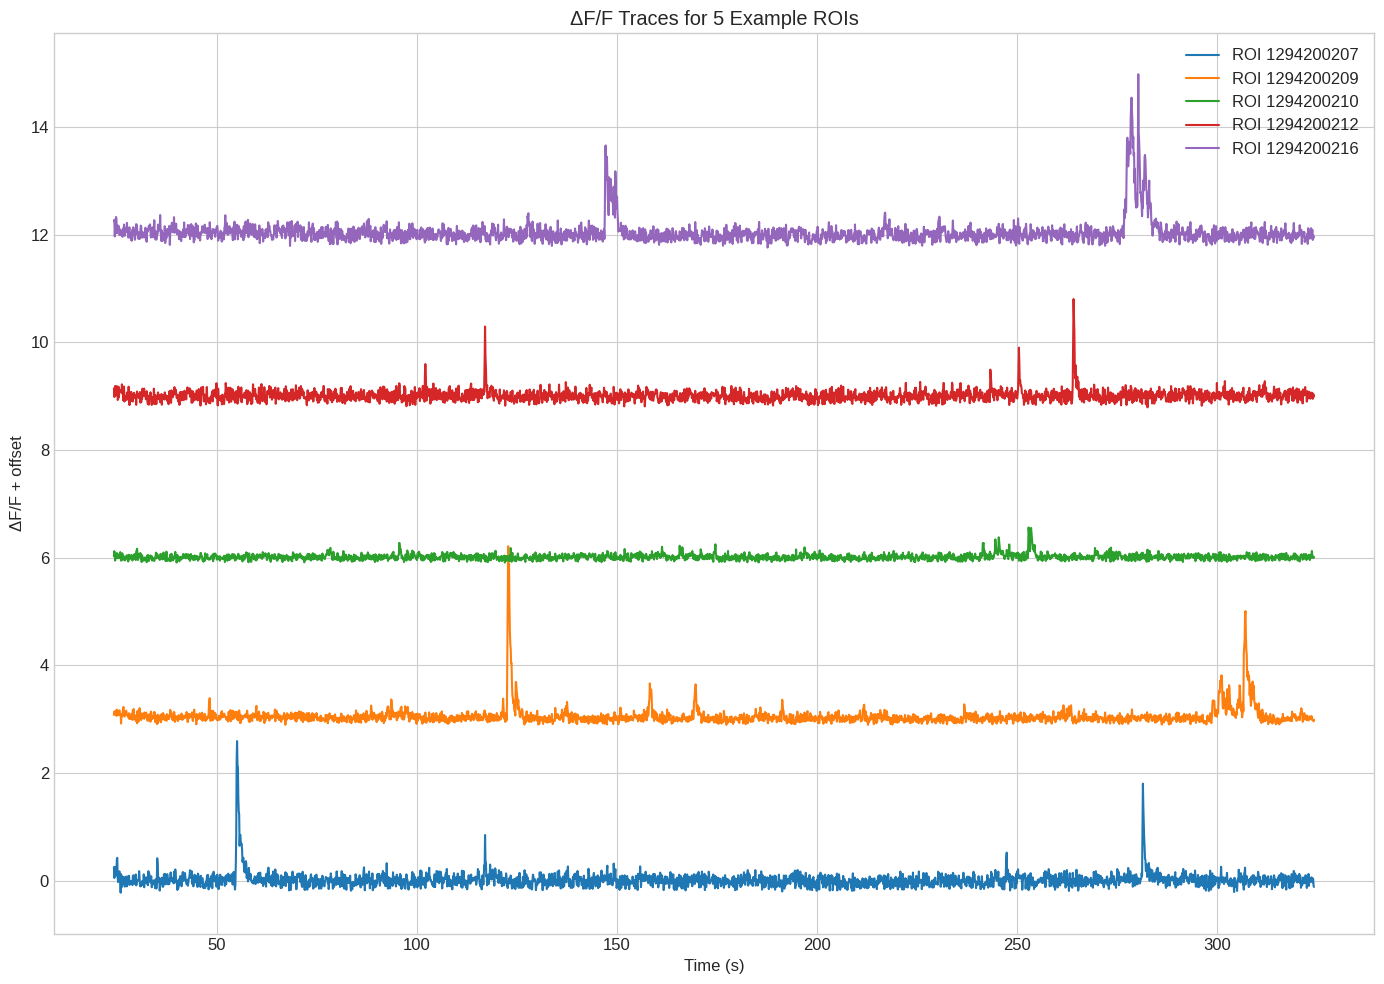 ΔF/F Traces for 5 Example ROIs
ROI 1294200207
ROI 1294200209
ROI 1294200210
ROI 1294200212
ROI 1294200216
14
12
10
8
6
4
2
0
ΔF/F + offset
50
100
150
200
250
300
Time (s)